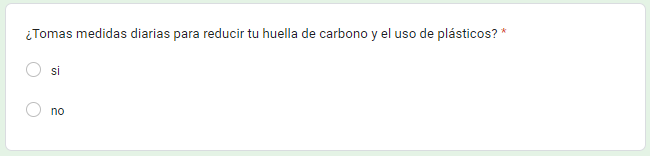 ¿Tomas medidas diarias para reducir tu huella de carbono y el uso de plásticos? *
si
no